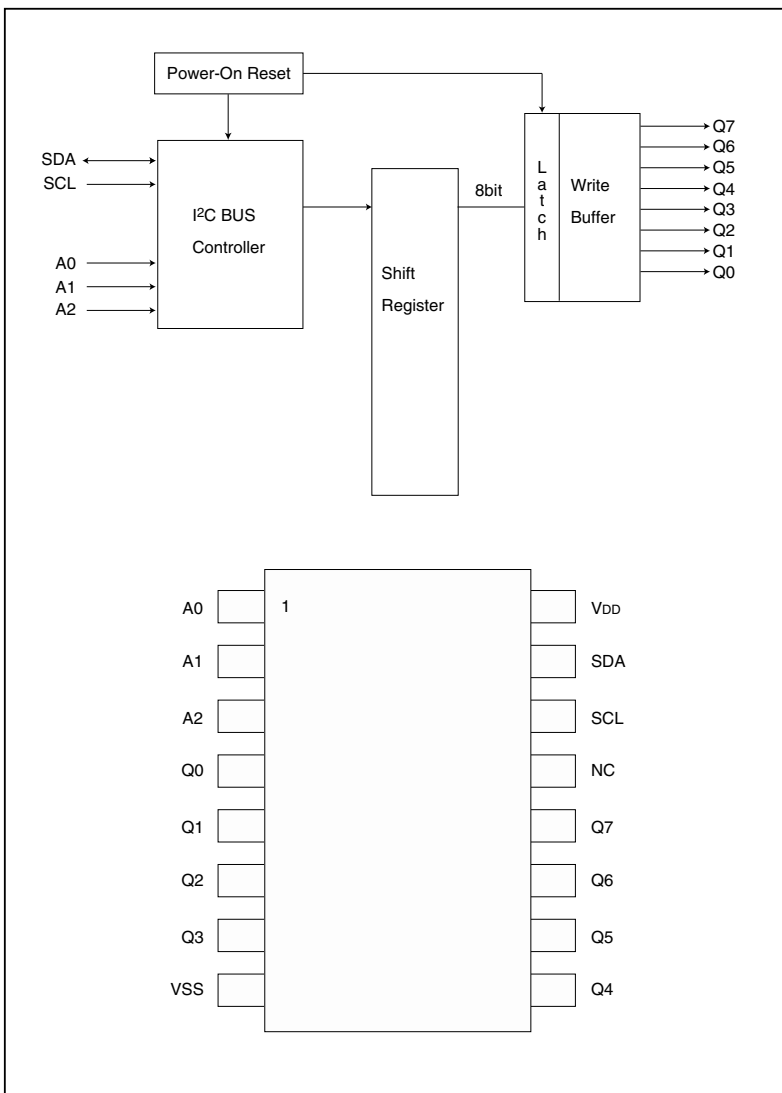 Power-On Reset
SDA
SCL
A0
A1
A2
I²C BUS
Controller
Shift
Register
8bit
Latch
Write
Buffer
Q7
Q6
Q5
Q4
Q3
Q2
Q1
Q0
1
A0
A1
A2
Q0
Q1
Q2
Q3
VSS
VDD
SDA
SCL
NC
Q7
Q6
Q5
Q4